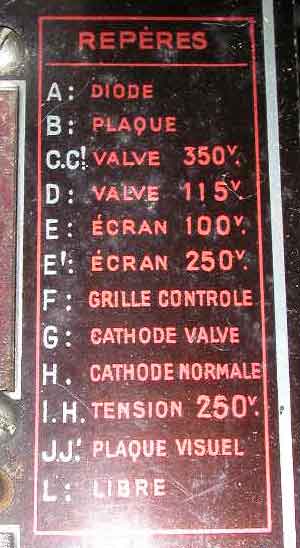 REPÈRES
A: DIODE
B: PLAQUE
C.C! VALVE 350V.
D: VALVE 115V
E: ÉCRAN 100V.
E': ÉCRAN 250V.
F: GRILLE CONTROLE
G: CATHODE VALVE
H. CATHODE NORMALE
I.H. TENSION 250V.
J.J.' PLAQUE VISUEL
L: LIBRE